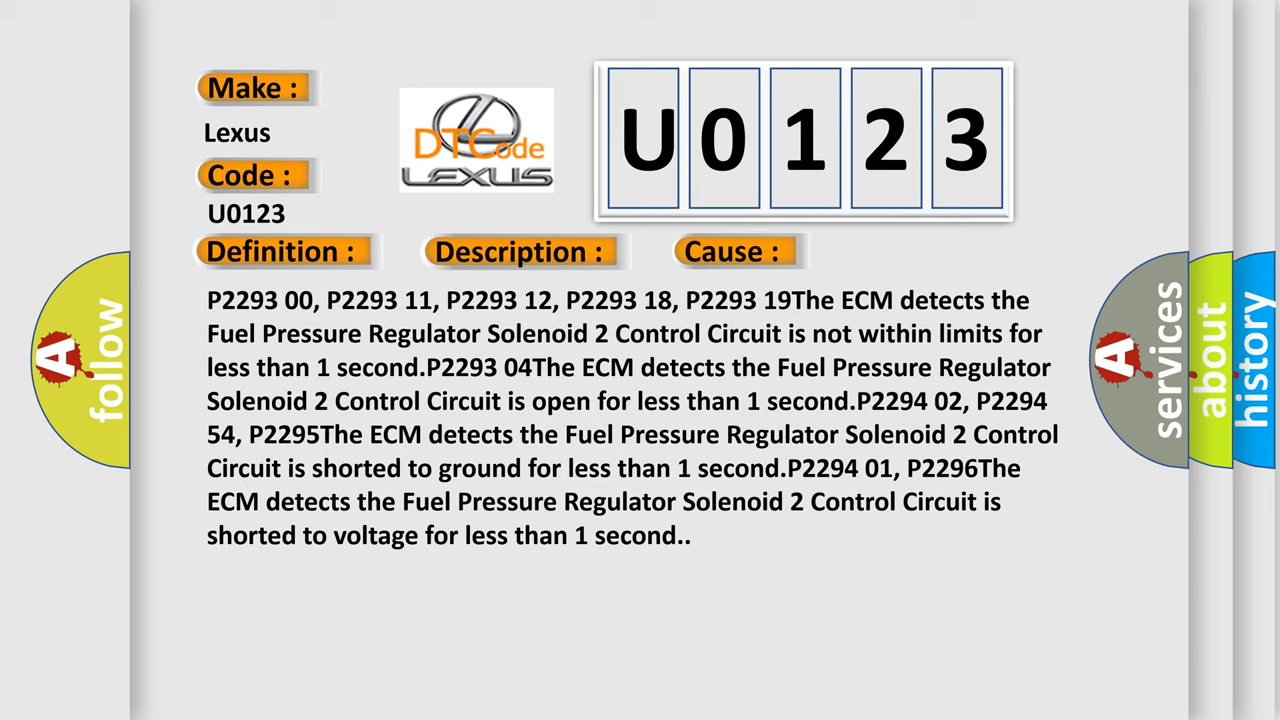 Make :
Lexus
Code :
U0123
DTCode
LEXUS
U0123
Definition :
Description :
Cause :
P2293 00, P2293 11, P2293 12, P2293 18, P2293 19The ECM detects the
Fuel Pressure Regulator Solenoid 2 Control Circuit is not within limits for
less than 1 second.P2293 04The ECM detects the Fuel Pressure Regulator
Solenoid 2 Control Circuit is open for less than 1 second.P2294 02, P2294
54, P2295The ECM detects the Fuel Pressure Regulator Solenoid 2 Control
Circuit is shorted to ground for less than 1 second.P2294 01, P2296The
ECM detects the Fuel Pressure Regulator Solenoid 2 Control Circuit is
shorted to voltage for less than 1 second..
A
follow
A
services
about
history